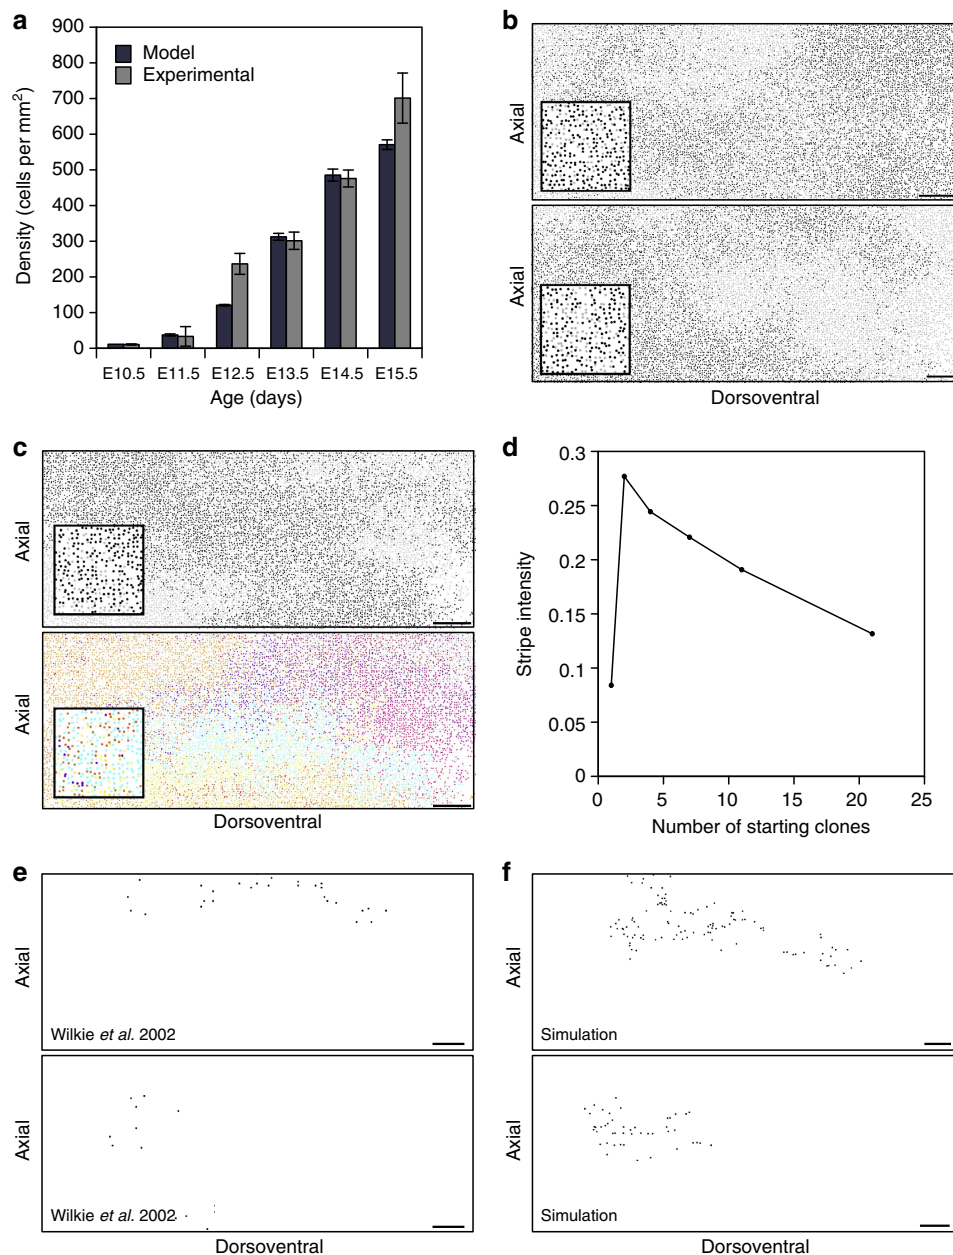 a
900
800
700
600
500
400
300
200
100
0
Density (cells per mm²)
Model
Experimental
E10.5 E11.5 E12.5 E13.5 E14.5 E15.5
Age (days)
b
Axial
Axial
Dorsoventral
c
Axial
Axial
Dorsoventral
d
0.3
0.25
0.2
0.15
0.1
0.05
0
Stripe intensity
0 5 10 15 20 25
Number of starting clones
e
Axial
Wilkie et al. 2002
Axial
Wilkie et al. 2002
Dorsoventral
f
Axial
Simulation
Axial
Simulation
Dorsoventral